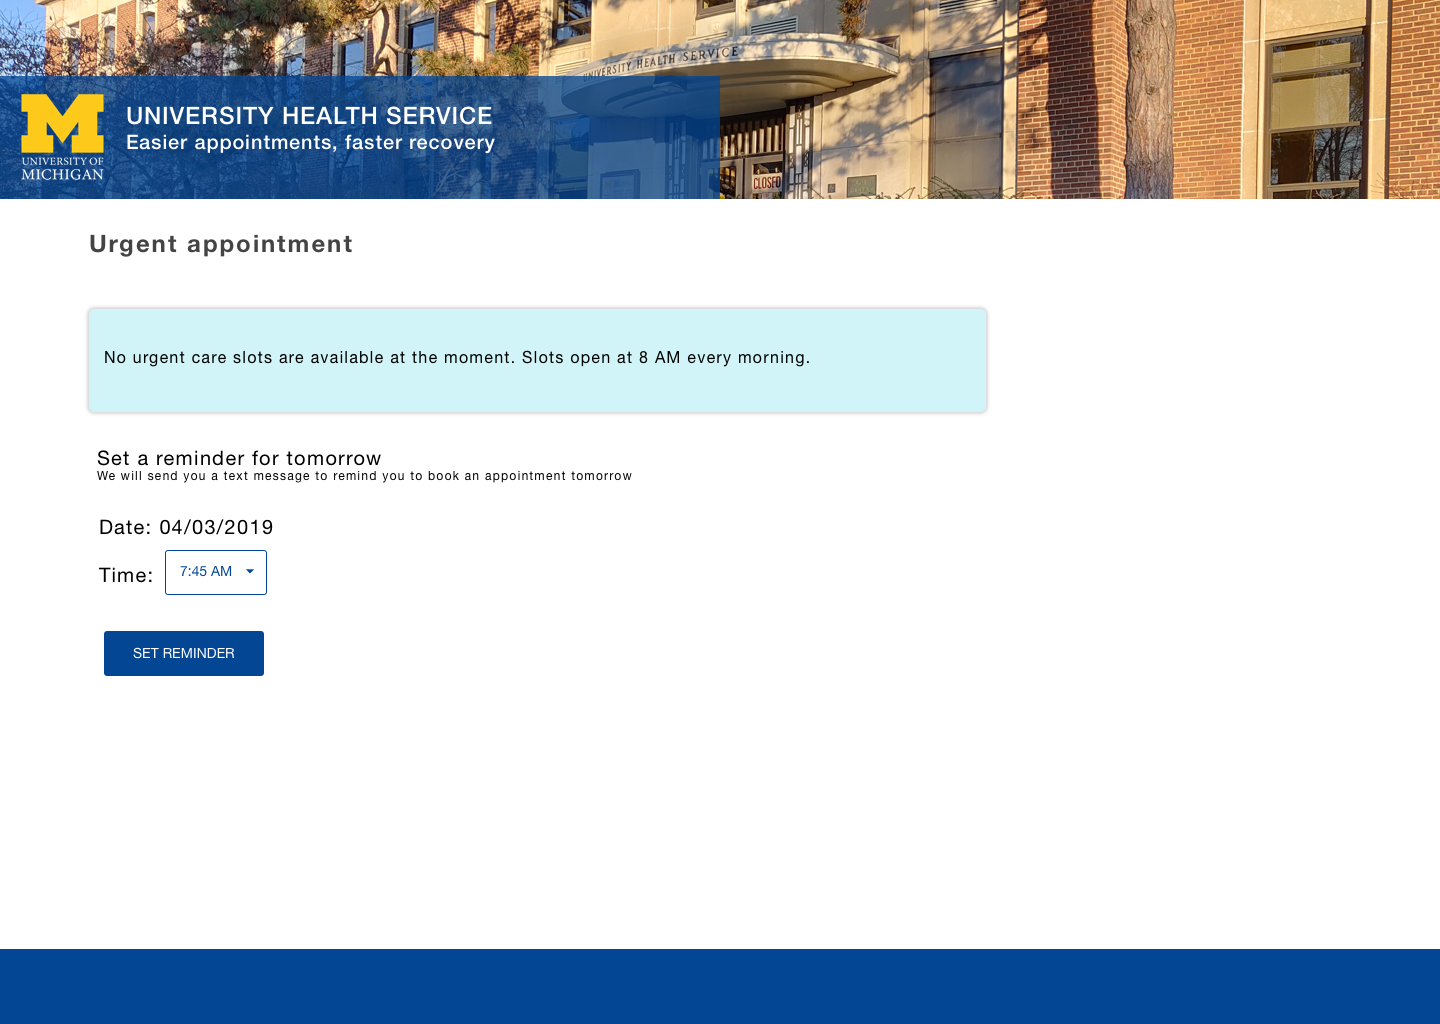 UNIVERSITY HEALTH SERVICE
UNIVERSITY OF
MICHIGAN
UNIVERSITY HEALTH SERVICE
Easier appointments, faster recovery
CLOSED
Urgent appointment
No urgent care slots are available at the moment. Slots open at 8 AM every morning.
Set a reminder for tomorrow
We will send you a text message to remind you to book an appointment tomorrow
Date: 04/03/2019
Time: 7:45 AM
SET REMINDER